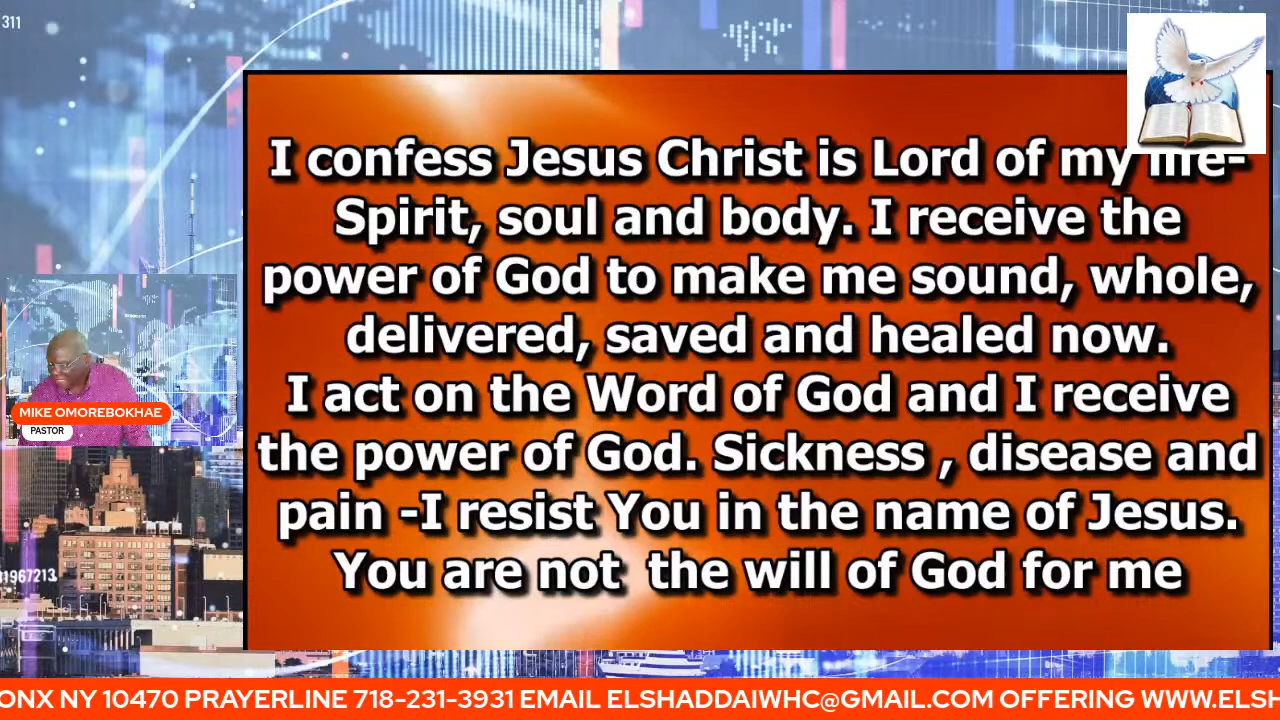 311
I confess Jesus Christ is Lord of my life-
Spirit, soul and body. I receive the
power of God to make me sound, whole,
delivered, saved and healed now.
I act on the Word of God and I receive
the power of God. Sickness , disease and
pain -I resist You in the name of Jesus.
You are not the will of God for me
MIKE OMOREBOKHAE
PASTOR
31967213
ONX NY 10470 PRAYERLINE 718-231-3931 EMAIL ELSHADDAIWHC@GMAIL.COM OFFERING WWW.ELSH